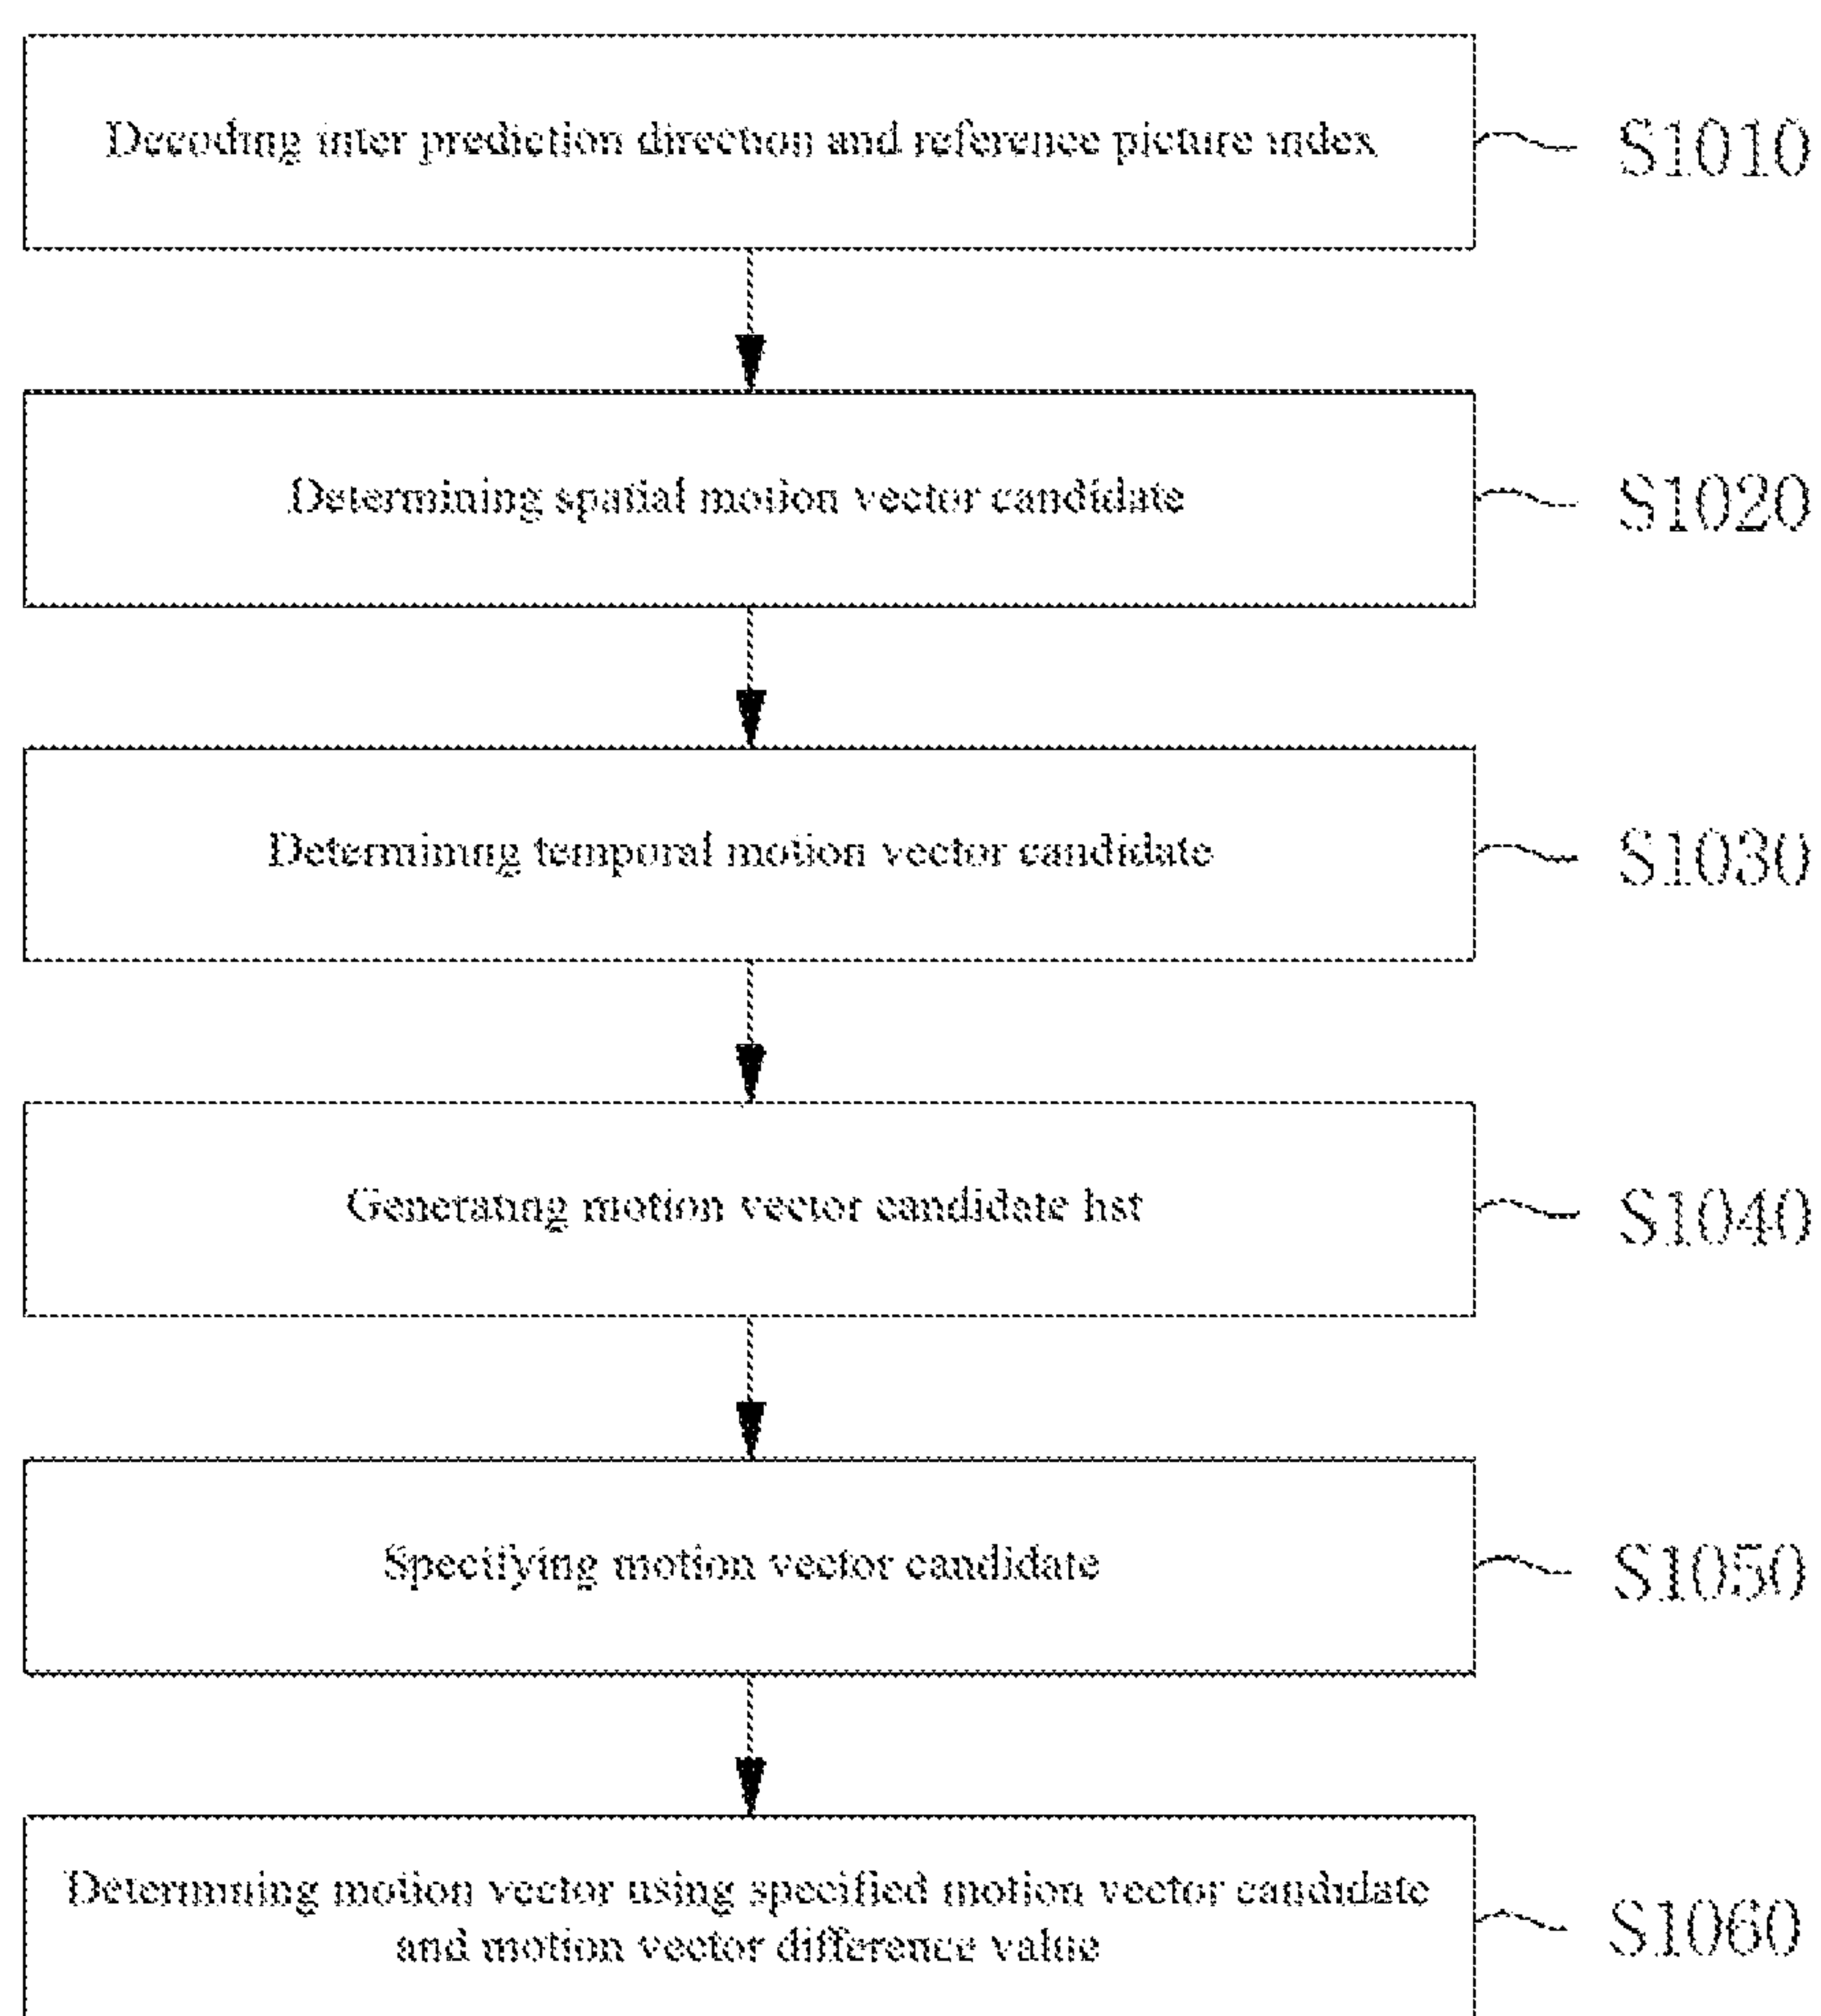 Decoding inter prediction direction and reference picture index
S1010
Determining spatial motion vector candidate
S1020
Determining temporal motion vector candidate
S1030
Generating motion vector candidate list
S1040
Specifying motion vector candidate
S1050
Determining motion vector using specified motion vector candidate
and motion vector difference value
S1060